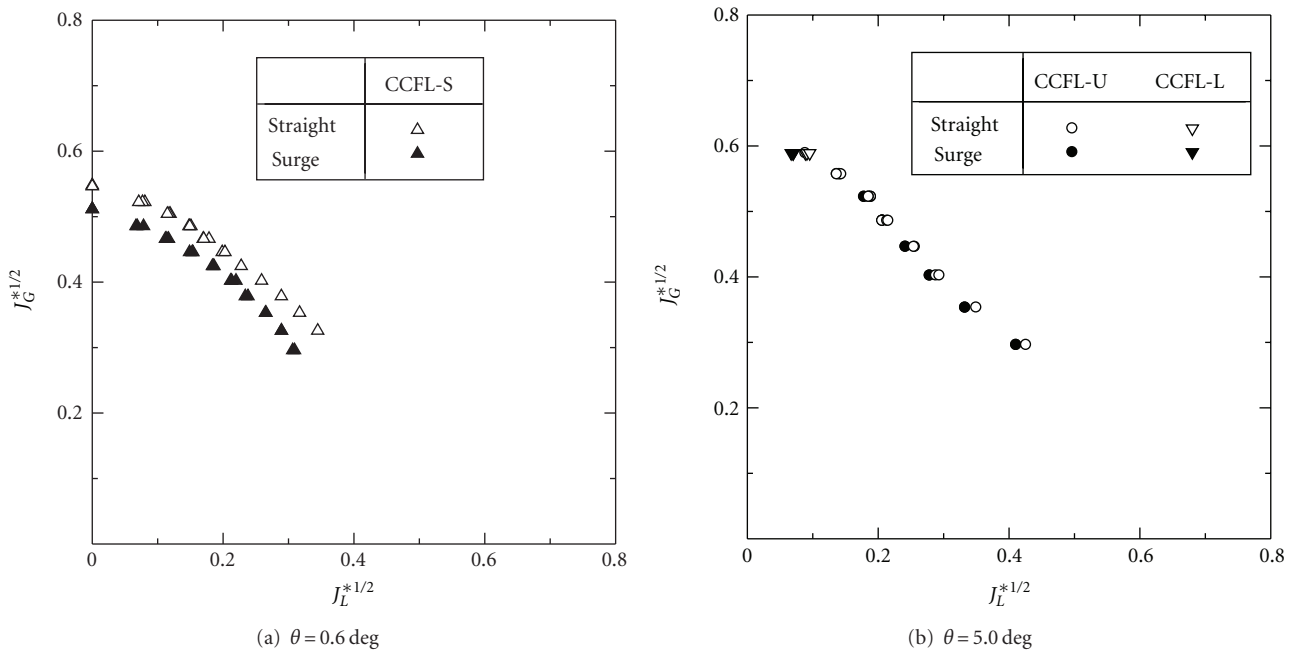 0.8
0.6
0.4
0.2
0 0.2 0.4 0.6 0.8
J_G^{*1/2}
J_L^{*1/2}
CCFL-S
Straight △
Surge ▲
(a) θ = 0.6 deg
0.8
0.6
0.4
0.2
0 0.2 0.4 0.6 0.8
J_G^{*1/2}
J_L^{*1/2}
CCFL-U CCFL-L
Straight ○ ▽
Surge ● ▼
(b) θ = 5.0 deg